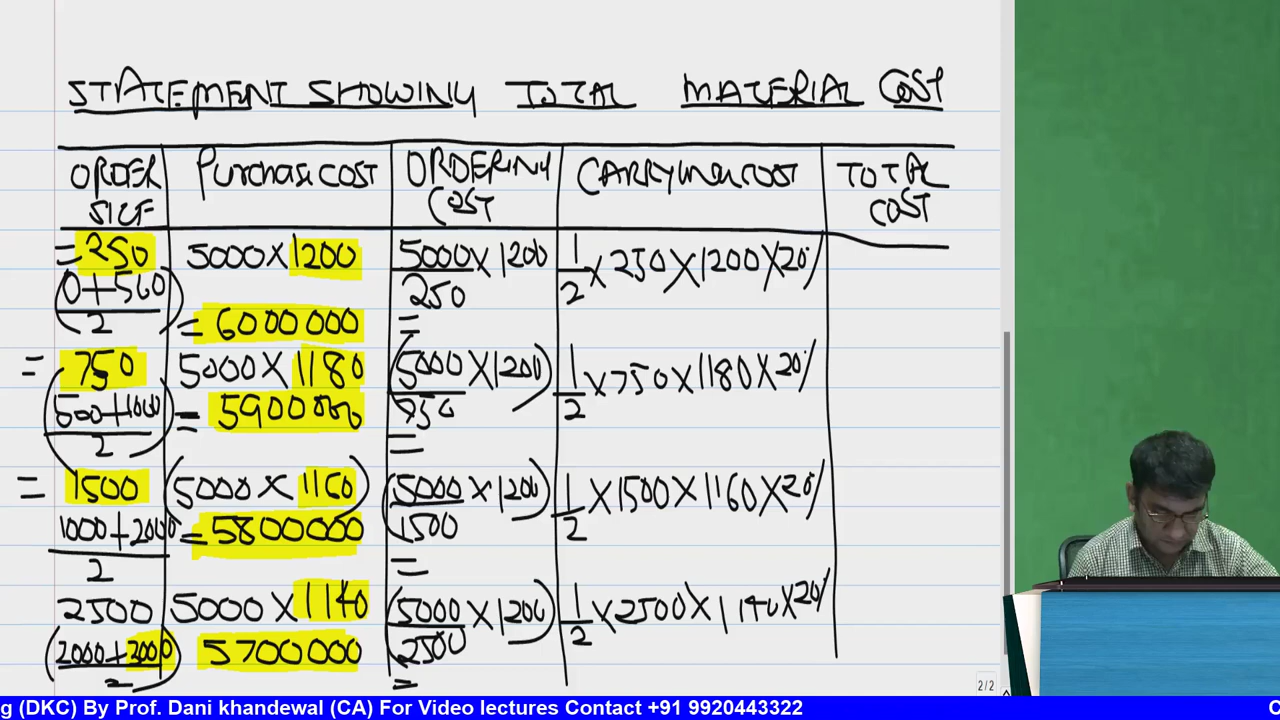 STATEMENT SHOWING TOTAL MATERIAL COST
ORDER SIZE PURCHASE COST ORDERING COST CARRYING COST TOTAL COST
= 250 5000 × 1200 5000/250 × 1200 1/2 × 250 × 1200 × 20%
(0+500)/2 = 6000000 =
= 750 5000 × 1180 (5000/750 × 1200) 1/2 × 750 × 1180 × 20%
(500+1000)/2 = 5900000 =
= 1500 (5000 × 1160) (5000/1500 × 1200) 1/2 × 1500 × 1160 × 20%
1000+2000/2 = 5800000 =
2500 5000 × 1140 (5000/2500 × 1200) 1/2 × 2500 × 1140 × 20%
(2000+3000)/2 5700000 =
2/2
g (DKC) By Prof. Dani khandewal (CA) For Video lectures Contact +91 9920443322